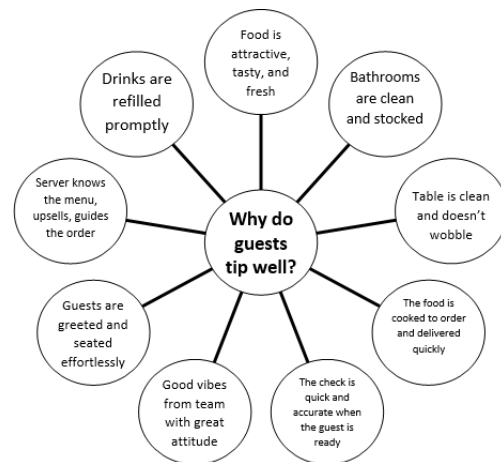 Food is
attractive,
tasty, and
fresh
Bathrooms
are clean
and stocked
Table is clean
and doesn’t
wobble
The food is
cooked to order
and delivered
quickly
The check is
quick and
accurate when
the guest is
ready
Good vibes
from team
with great
attitude
Guests are
greeted and
seated
effortlessly
Server knows
the menu,
upsells, guides
the order
Drinks are
refilled
promptly
Why do
guests
tip well?